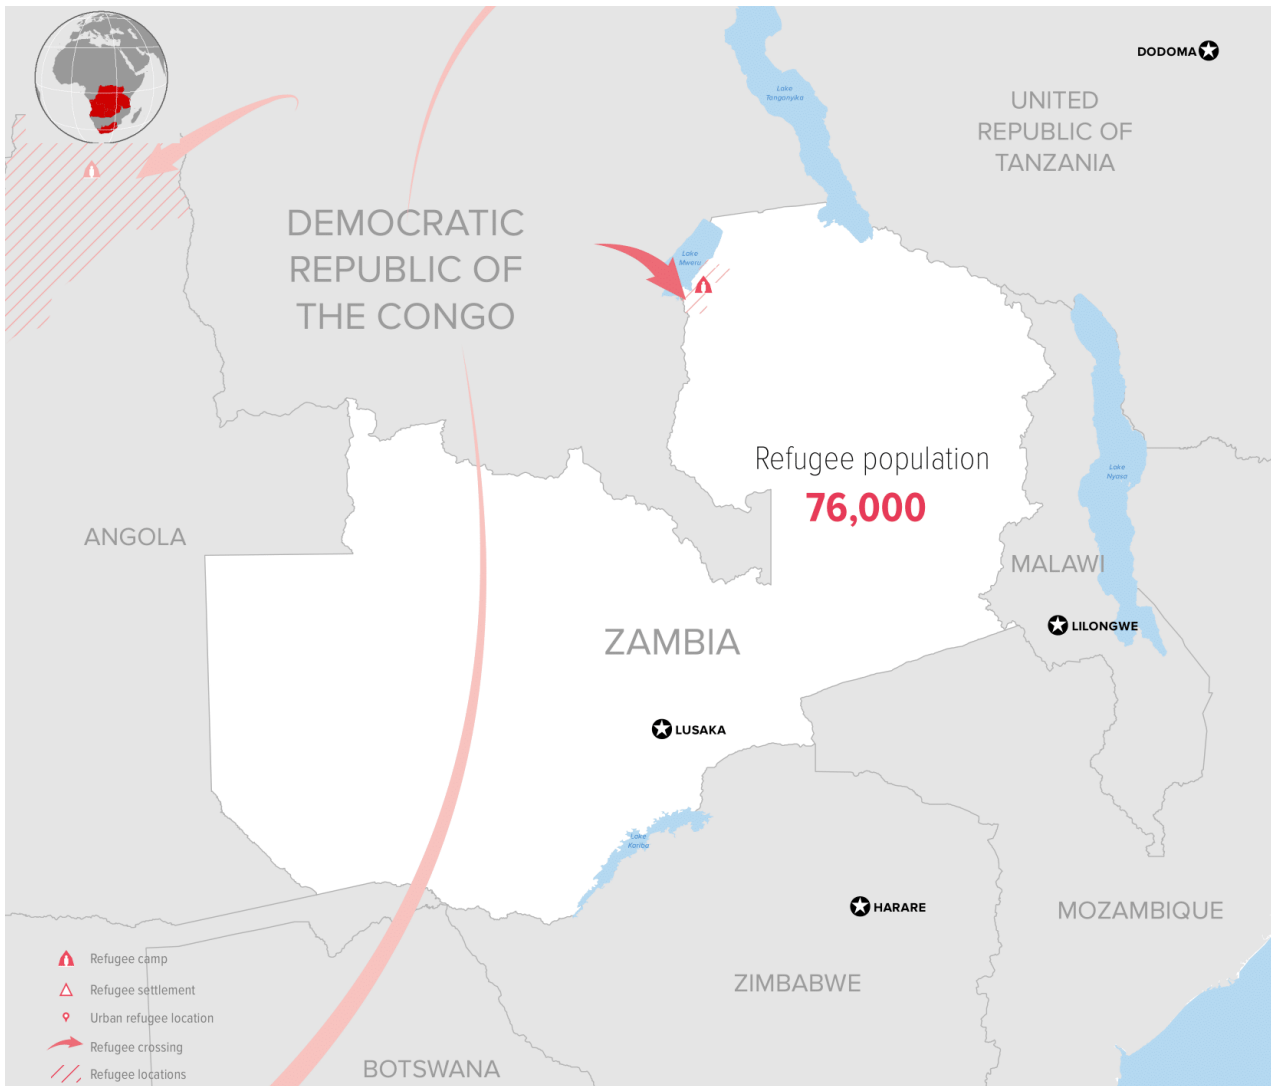 DODOMA
Lake
Tanganyika
UNITED
REPUBLIC OF
TANZANIA
DEMOCRATIC
REPUBLIC OF
THE CONGO
Lake
Mweru
Refugee population
76,000
Lake
Nyasa
ANGOLA
MALAWI
LILONGWE
ZAMBIA
LUSAKA
Lake
Kariba
HARARE
MOZAMBIQUE
ZIMBABWE
BOTSWANA
Refugee camp
Refugee settlement
Urban refugee location
Refugee crossing
Refugee locations